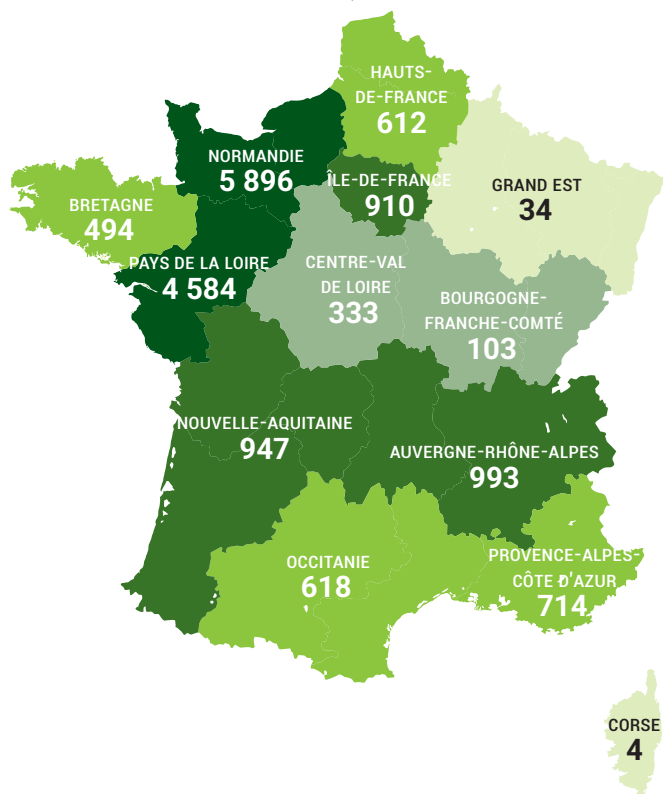 HAUTS-
DE-FRANCE
612
NORMANDIE
5 896
ÎLE-DE-FRANCE
910
GRAND EST
34
BRETAGNE
494
PAYS DE LA LOIRE
4 584
CENTRE-VAL
DE LOIRE
333
BOURGOGNE-
FRANCHE-COMTÉ
103
NOUVELLE-AQUITAINE
947
AUVERGNE-RHÔNE-ALPES
993
OCCITANIE
618
PROVENCE-ALPES-
CÔTE D'AZUR
714
CORSE
4